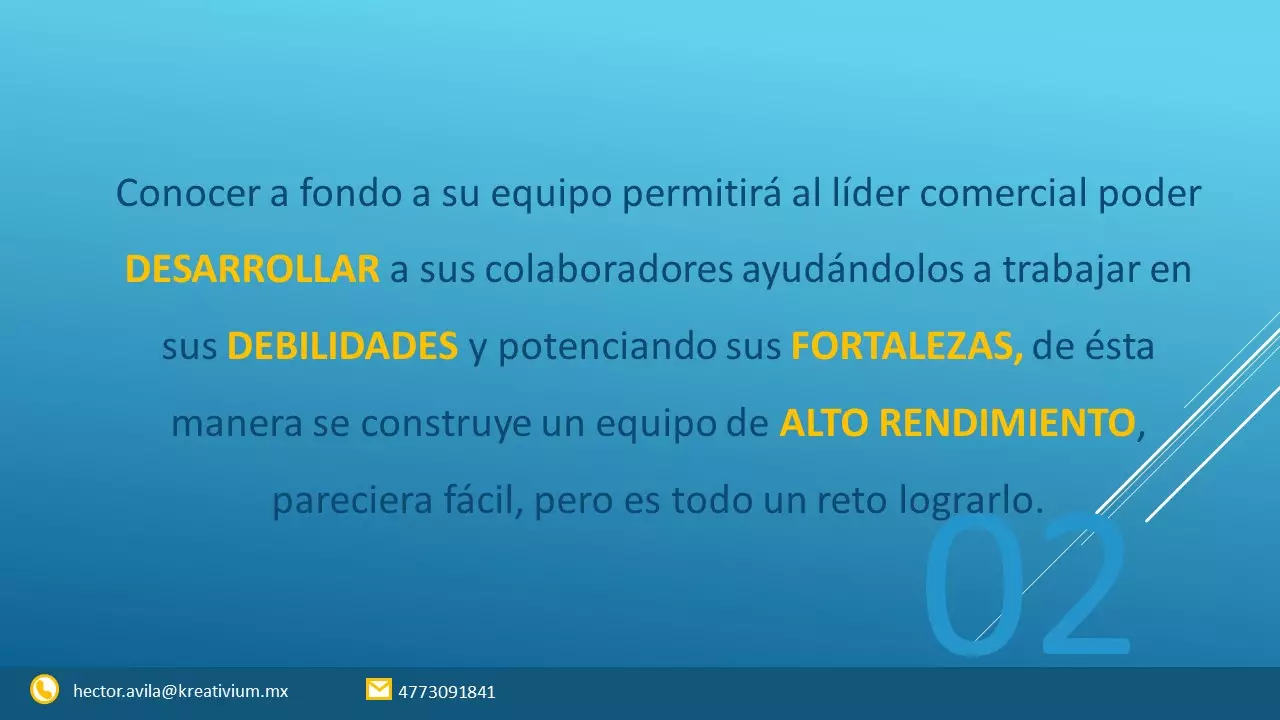 Conocer a fondo a su equipo permitirá al líder comercial poder
DESARROLLAR a sus colaboradores ayudándolos a trabajar en
sus DEBILIDADES y potenciando sus FORTALEZAS, de ésta
manera se construye un equipo de ALTO RENDIMIENTO,
pareciera fácil, pero es todo un reto lograrlo.
02
hector.avila@kreativium.mx 4773091841